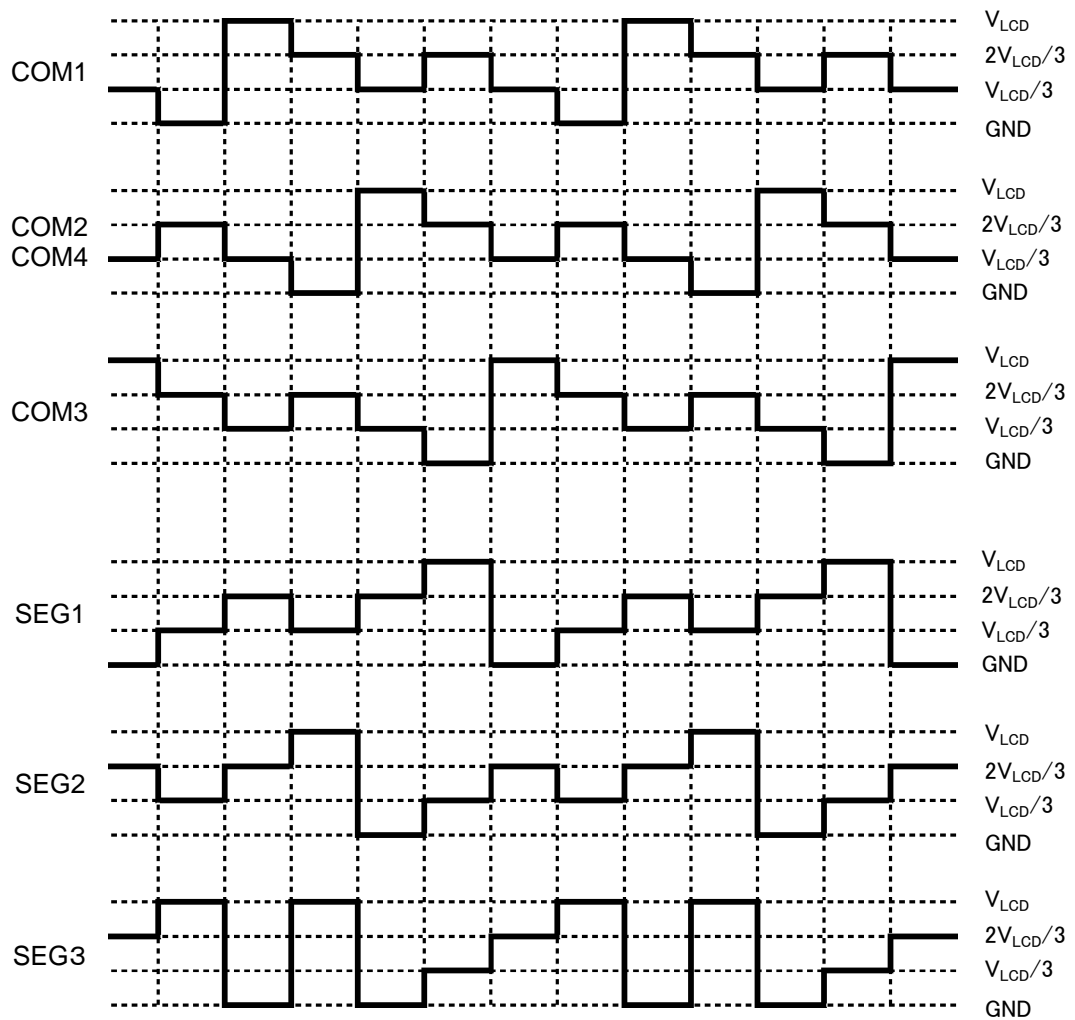 V_LCD
COM1
2V_LCD/3
V_LCD/3
GND
V_LCD
COM2
2V_LCD/3
COM4
V_LCD/3
GND
V_LCD
COM3
2V_LCD/3
V_LCD/3
GND
V_LCD
SEG1
2V_LCD/3
V_LCD/3
GND
V_LCD
SEG2
2V_LCD/3
V_LCD/3
GND
V_LCD
SEG3
2V_LCD/3
V_LCD/3
GND